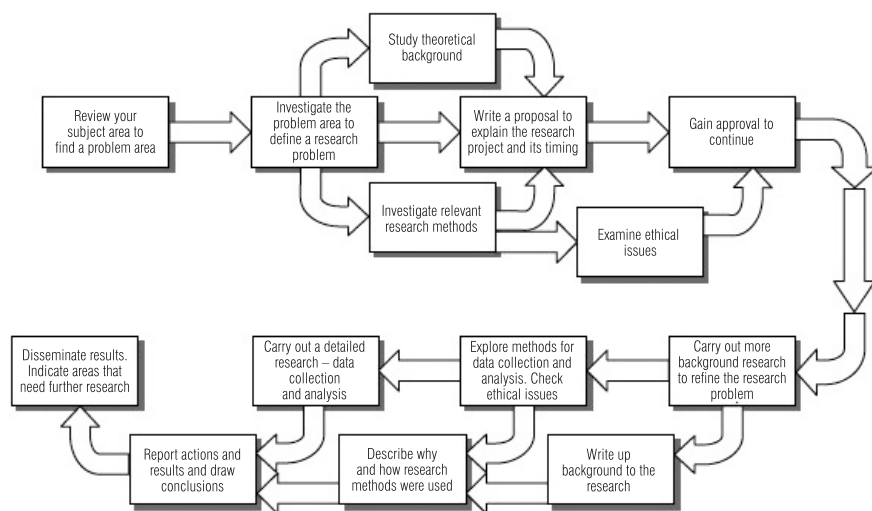 Study theoretical
background
Review your
subject area to
find a problem area
Investigate the
problem area to
define a research
problem
Write a proposal to
explain the research
project and its timing
Gain approval to
continue
Investigate relevant
research methods
Examine ethical
issues
Disseminate results.
Indicate areas that
need further research
Carry out a detailed
research – data
collection
and analysis
Explore methods for
data collection and
analysis. Check
ethical issues
Carry out more
background research
to refine the research
problem
Report actions and
results and draw
conclusions
Describe why
and how research
methods were used
Write up
background to the
research